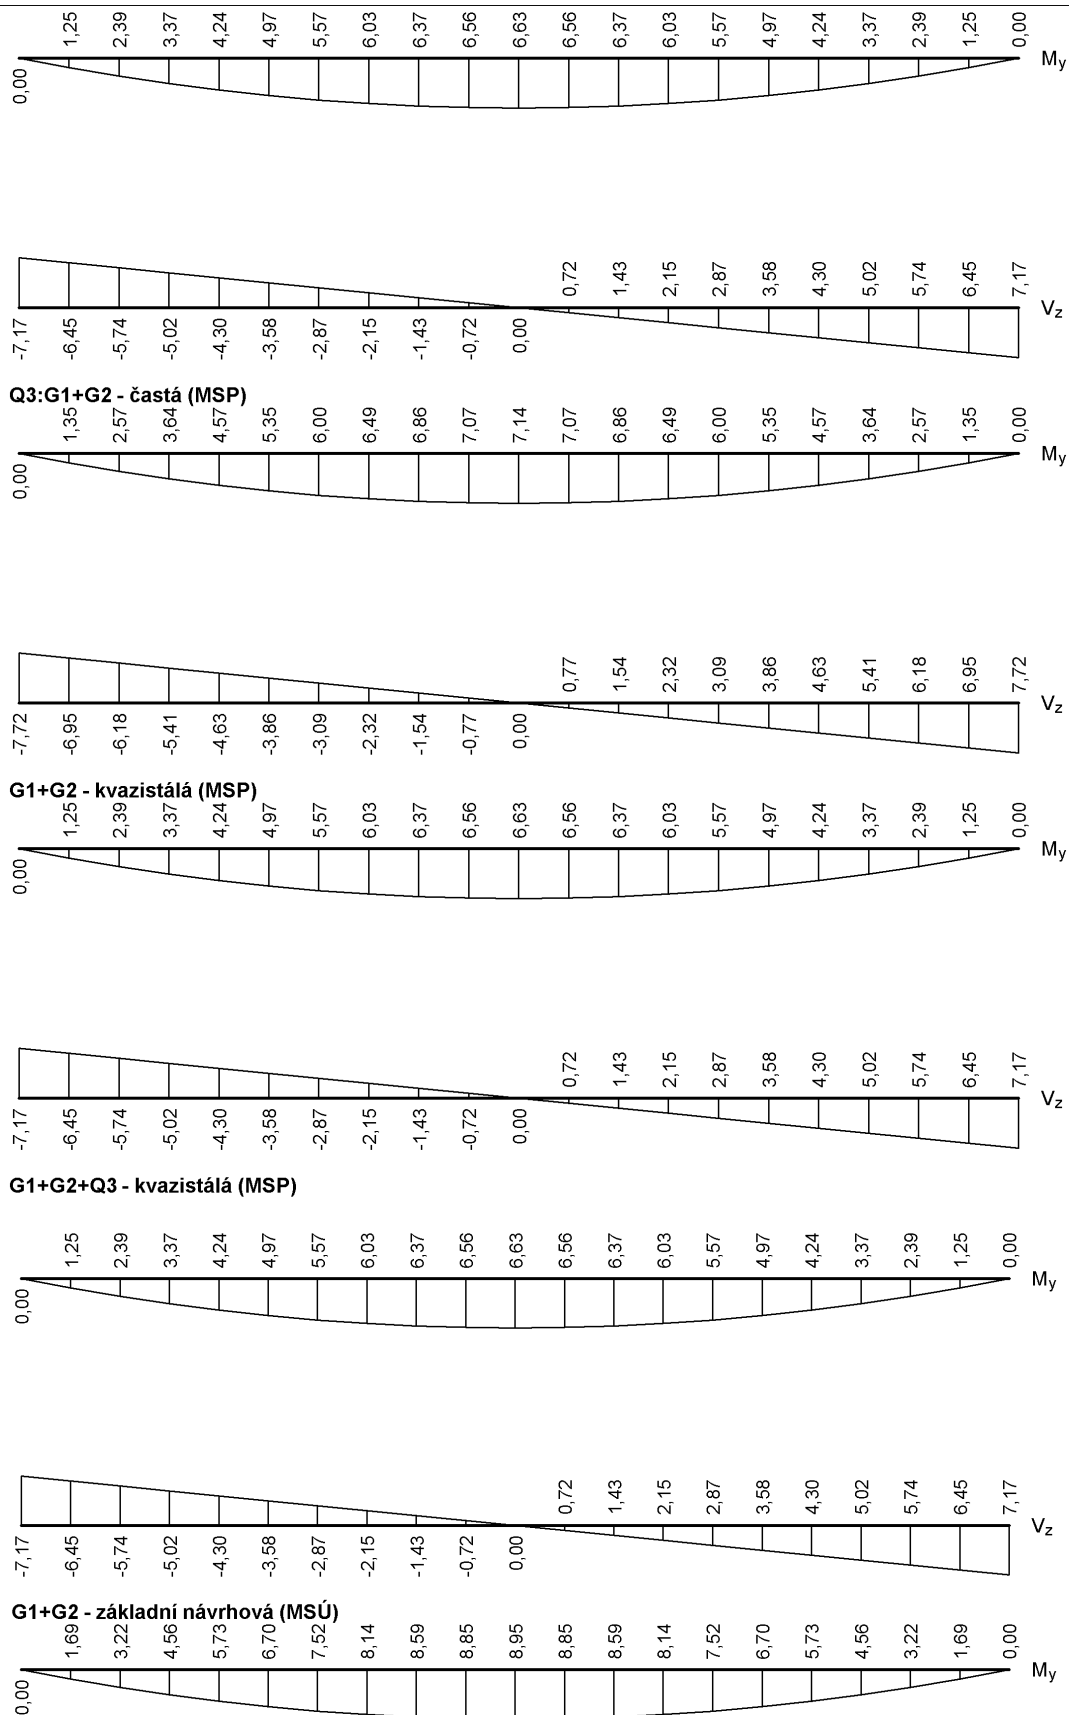 1,25 2,39 3,37 4,24 4,97 5,57 6,03 6,37 6,56 6,63 6,56 6,37 6,03 5,57 4,97 4,24 3,37 2,39 1,25 0,00
My
0,00
0,72 1,43 2,15 2,87 3,58 4,30 5,02 5,74 6,45 7,17
Vz
-7,17 -6,45 -5,74 -5,02 -4,30 -3,58 -2,87 -2,15 -1,43 -0,72 0,00
Q3:G1+G2 - častá (MSP)
1,35 2,57 3,64 4,57 5,35 6,00 6,49 6,86 7,07 7,14 7,07 6,86 6,49 6,00 5,35 4,57 3,64 2,57 1,35 0,00
My
0,00
0,77 1,54 2,32 3,09 3,86 4,63 5,41 6,18 6,95 7,72
Vz
-7,72 -6,95 -6,18 -5,41 -4,63 -3,86 -3,09 -2,32 -1,54 -0,77 0,00
G1+G2 - kvazistálá (MSP)
1,25 2,39 3,37 4,24 4,97 5,57 6,03 6,37 6,56 6,63 6,56 6,37 6,03 5,57 4,97 4,24 3,37 2,39 1,25 0,00
My
0,00
0,72 1,43 2,15 2,87 3,58 4,30 5,02 5,74 6,45 7,17
Vz
-7,17 -6,45 -5,74 -5,02 -4,30 -3,58 -2,87 -2,15 -1,43 -0,72 0,00
G1+G2+Q3 - kvazistálá (MSP)
1,25 2,39 3,37 4,24 4,97 5,57 6,03 6,37 6,56 6,63 6,56 6,37 6,03 5,57 4,97 4,24 3,37 2,39 1,25 0,00
My
0,00
0,72 1,43 2,15 2,87 3,58 4,30 5,02 5,74 6,45 7,17
Vz
-7,17 -6,45 -5,74 -5,02 -4,30 -3,58 -2,87 -2,15 -1,43 -0,72 0,00
G1+G2 - základní návrhová (MSÚ)
1,69 3,22 4,56 5,73 6,70 7,52 8,14 8,59 8,85 8,95 8,85 8,59 8,14 7,52 6,70 5,73 4,56 3,22 1,69 0,00
My
0,00